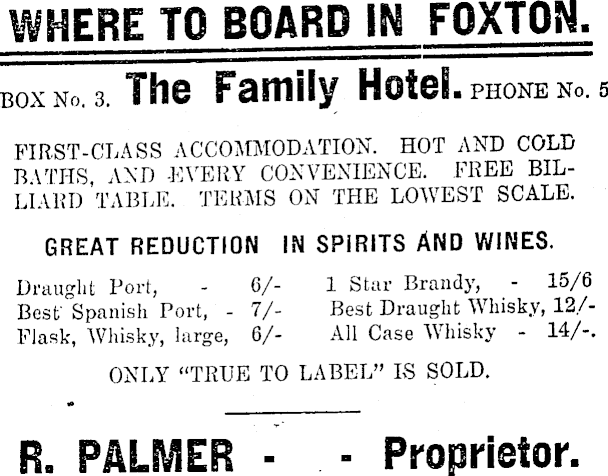 WHERE TO BOARD IN FOXTON.
BOX No. 3. The Family Hotel. PHONE No. 5
FIRST-CLASS ACCOMMODATION. HOT AND COLD
BATHS, AND EVERY CONVENIENCE. FREE BIL-
LIARD TABLE. TERMS ON THE LOWEST SCALE.
GREAT REDUCTION IN SPIRITS AND WINES.
Draught Port, - 6/- 1 Star Brandy, - 15/6
Best Spanish Port, - 7/- Best Draught Whisky, 12/-
Flask, Whisky, large, 6/- All Case Whisky - 14/-.
ONLY "TRUE TO LABEL" IS SOLD.
R. PALMER - - Proprietor.